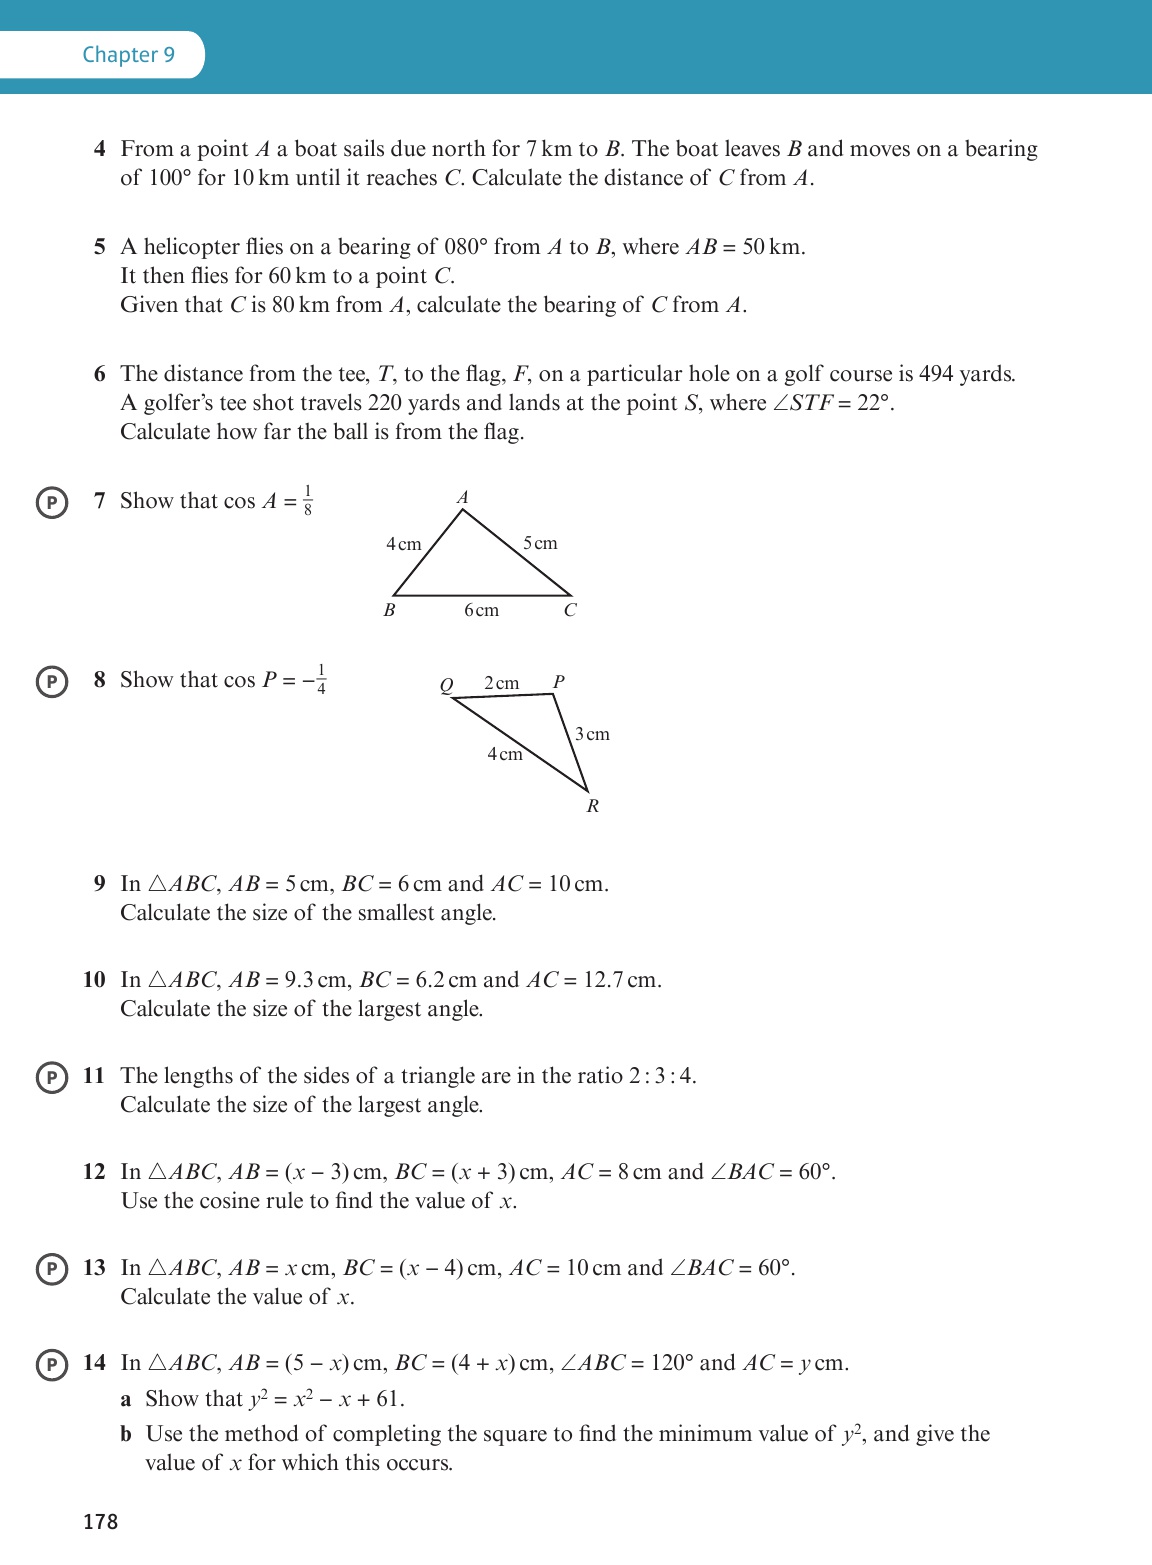 Chapter 9
4 From a point A a boat sails due north for 7 km to B. The boat leaves B and moves on a bearing
of 100° for 10 km until it reaches C. Calculate the distance of C from A.
5 A helicopter flies on a bearing of 080° from A to B, where AB = 50 km.
It then flies for 60 km to a point C.
Given that C is 80 km from A, calculate the bearing of C from A.
6 The distance from the tee, T, to the flag, F, on a particular hole on a golf course is 494 yards.
A golfer's tee shot travels 220 yards and lands at the point S, where ∠STF = 22°.
Calculate how far the ball is from the flag.
P 7 Show that cos A = 1/8
A
4 cm 5 cm
B 6 cm C
P 8 Show that cos P = −1/4
Q 2 cm P
3 cm
4 cm
R
9 In △ABC, AB = 5 cm, BC = 6 cm and AC = 10 cm.
Calculate the size of the smallest angle.
10 In △ABC, AB = 9.3 cm, BC = 6.2 cm and AC = 12.7 cm.
Calculate the size of the largest angle.
P 11 The lengths of the sides of a triangle are in the ratio 2 : 3 : 4.
Calculate the size of the largest angle.
12 In △ABC, AB = (x − 3) cm, BC = (x + 3) cm, AC = 8 cm and ∠BAC = 60°.
Use the cosine rule to find the value of x.
P 13 In △ABC, AB = x cm, BC = (x − 4) cm, AC = 10 cm and ∠BAC = 60°.
Calculate the value of x.
P 14 In △ABC, AB = (5 − x) cm, BC = (4 + x) cm, ∠ABC = 120° and AC = y cm.
a Show that y² = x² − x + 61.
b Use the method of completing the square to find the minimum value of y², and give the
value of x for which this occurs.
178